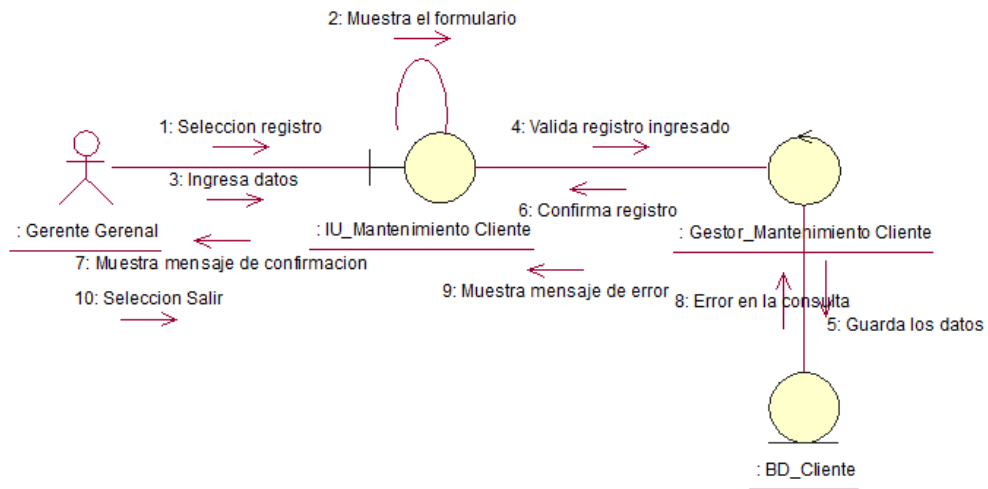 2: Muestra el formulario
1: Seleccion registro
4: Valida registro ingresado
3: Ingresa datos
6: Confirma registro
: Gerente Gerenal
: IU_Mantenimiento Cliente
: Gestor_Mantenimiento Cliente
7: Muestra mensaje de confirmacion
9: Muestra mensaje de error
8: Error en la consulta
10: Seleccion Salir
5: Guarda los datos
: BD_Cliente